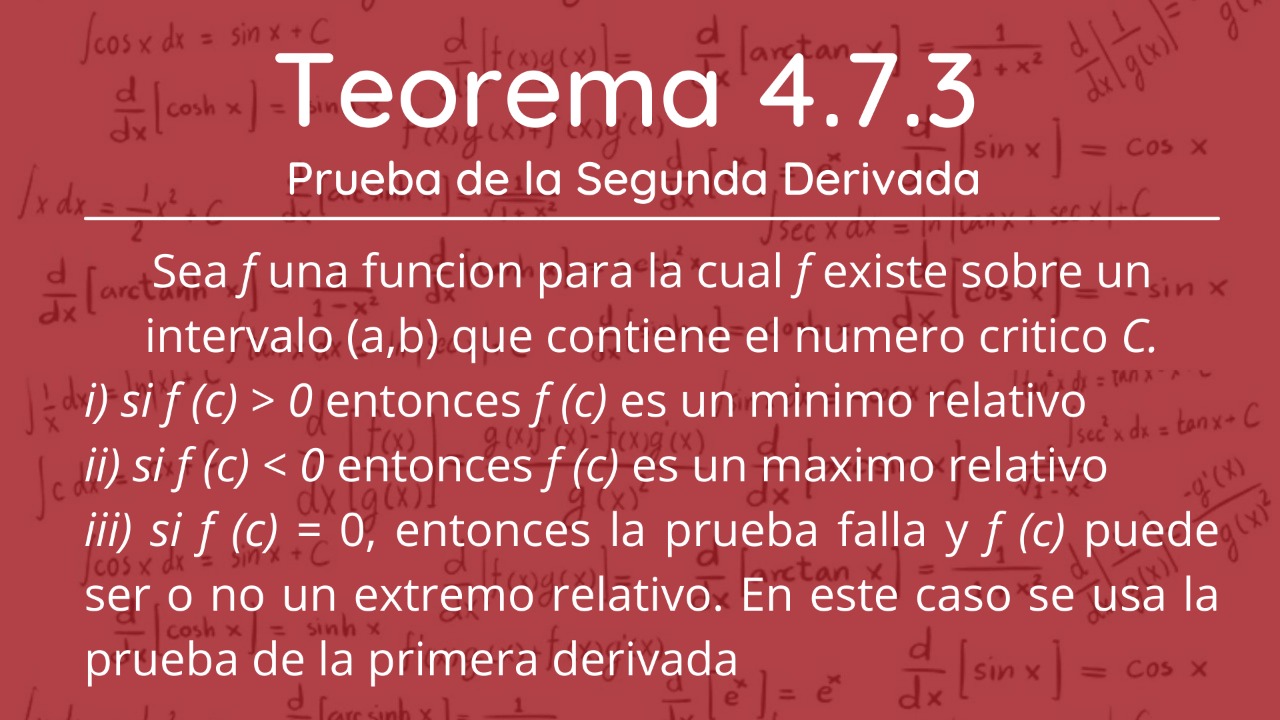 Teorema 4.7.3
Prueba de la Segunda Derivada
Sea f una funcion para la cual f existe sobre un
intervalo (a,b) que contiene el numero critico C.
i) si f (c) > 0 entonces f (c) es un minimo relativo
ii) si f (c) < 0 entonces f (c) es un maximo relativo
iii) si f (c) = 0, entonces la prueba falla y f (c) puede
ser o no un extremo relativo. En este caso se usa la
prueba de la primera derivada